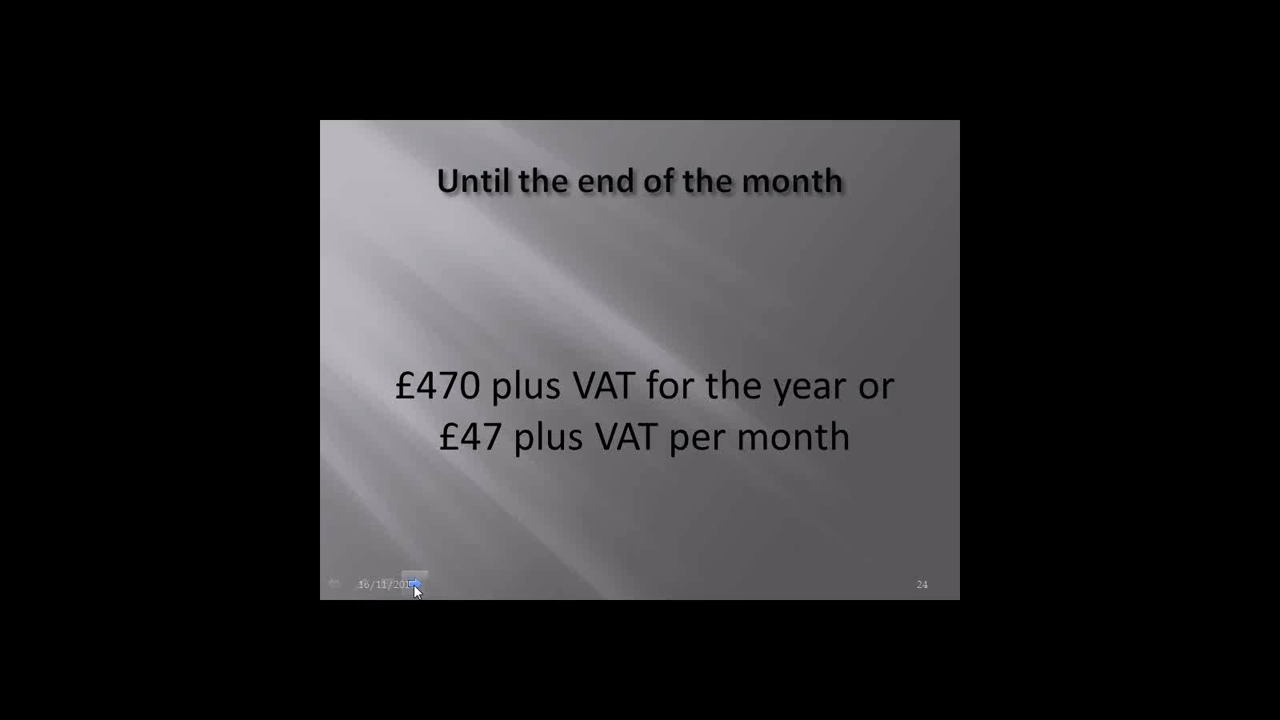 Until the end of the month
£470 plus VAT for the year or
£47 plus VAT per month
24